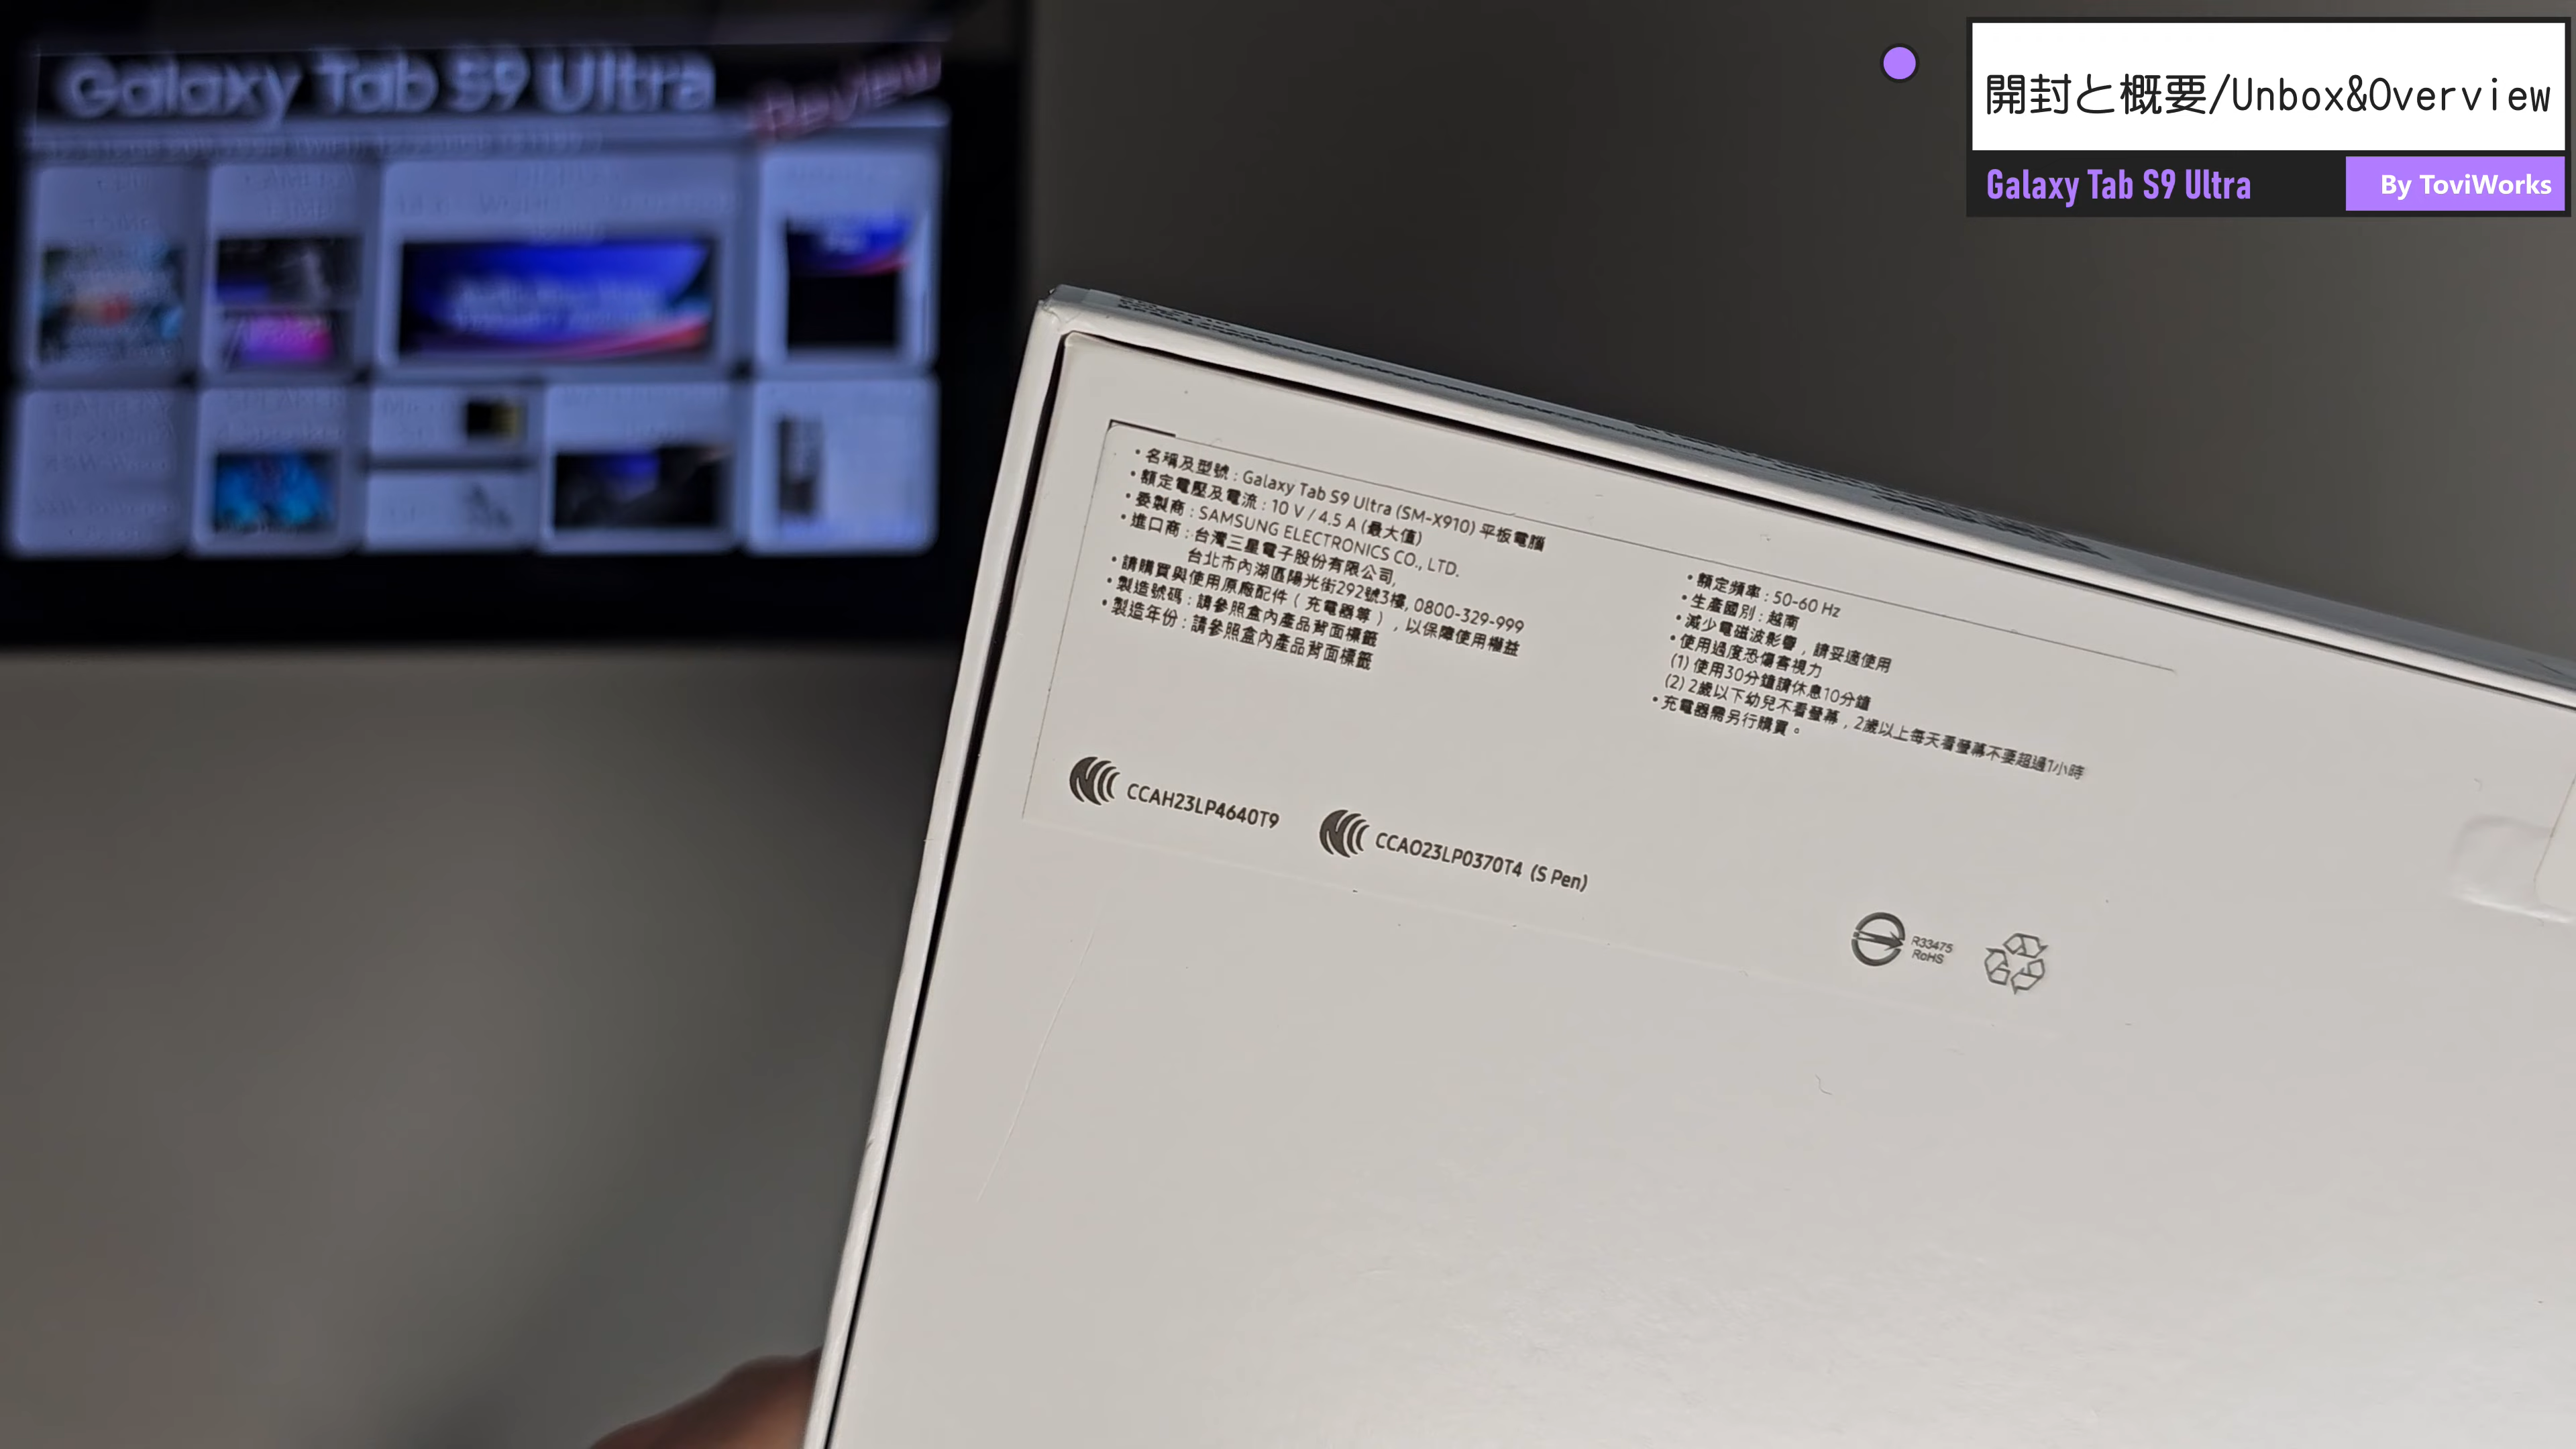 Galaxy Tab S9 Ultra
Review
開封と概要/Unbox&Overview
Galaxy Tab S9 Ultra
By ToviWorks
• 名稱及型號 : Galaxy Tab S9 Ultra (SM-X910) 平板電腦
• 額定電壓及電流 : 10 V / 4.5 A (最大值)
• 委製商 : SAMSUNG ELECTRONICS CO., LTD.
• 進口商 : 台灣三星電子股份有限公司,
台北市內湖區陽光街292號3樓, 0800-329-999
• 請購買與使用原廠配件 ( 充電器等 ) , 以保障使用權益
• 製造號碼 : 請參照盒內產品背面標籤
• 製造年份 : 請參照盒內產品背面標籤
• 額定頻率 : 50-60 Hz
• 生產國別 : 越南
• 減少電磁波影響 , 請妥適使用
• 使用過度恐傷害視力
(1) 使用30分鐘請休息10分鐘
(2) 2歲以下幼兒不看螢幕 , 2歲以上每天看螢幕不要超過1小時
• 充電器需另行購買。
CCAH23LP4640T9
CCAO23LP0370T4 (S Pen)
R33475
RoHS